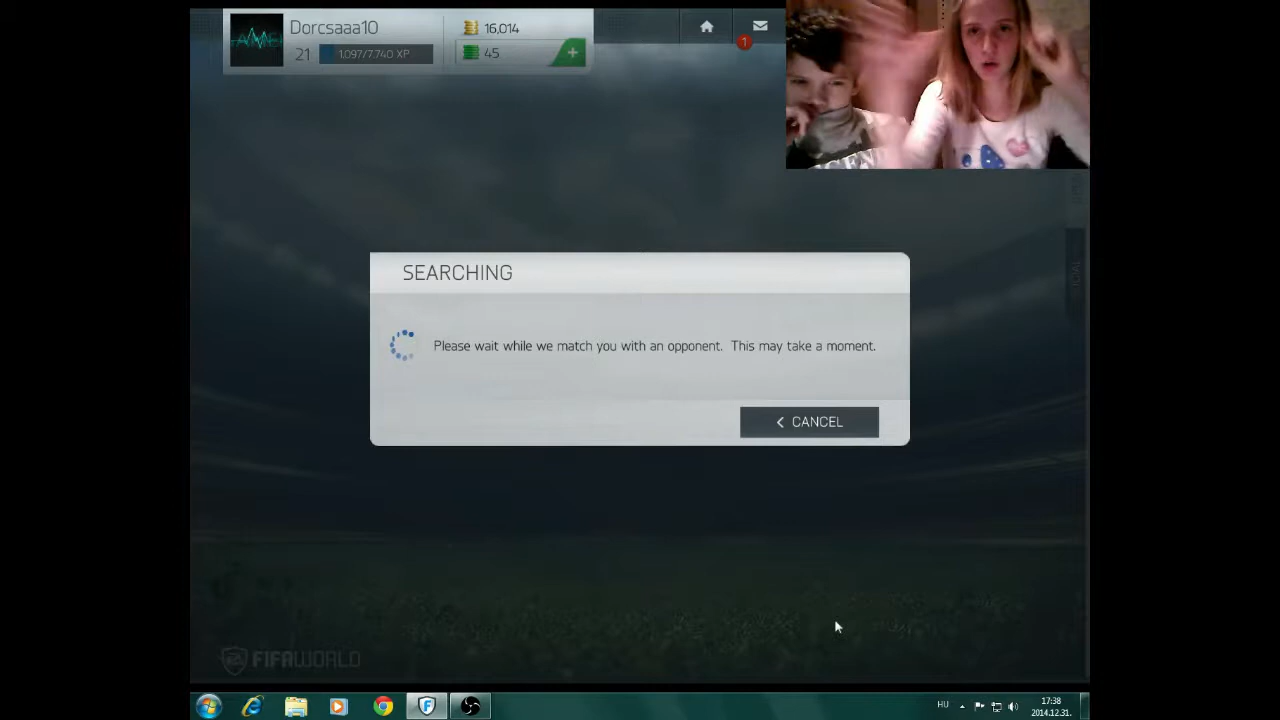 Dorcsaaa10
16,014
21
1,097/7.740 XP
45
1
SEARCHING
Please wait while we match you with an opponent. This may take a moment.
CANCEL
FIFAWORLD
HU
17:38
2014.12.31.